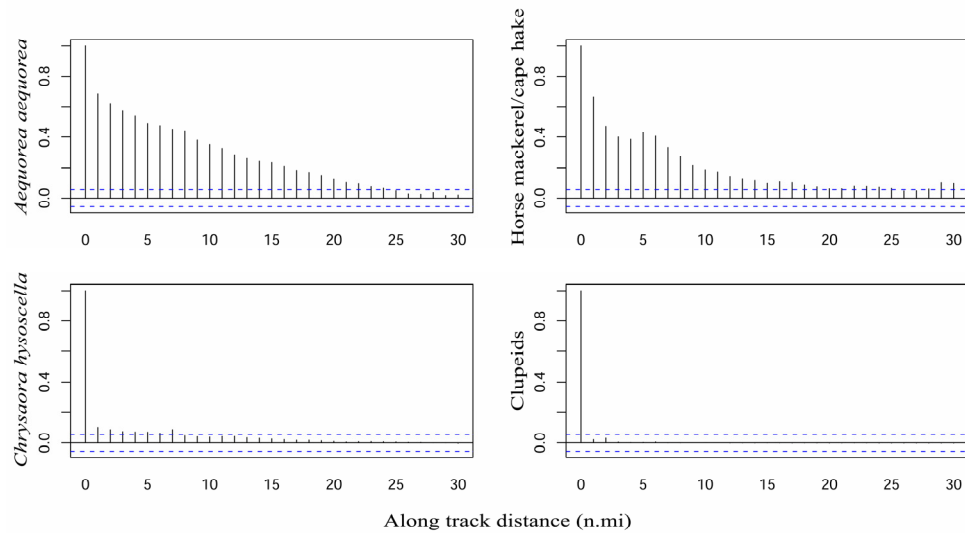 Aequorea aequorea
0.0 0.4 0.8
0 5 10 15 20 25 30
Horse mackerel/cape hake
0.0 0.4 0.8
0 5 10 15 20 25 30
Chrysaora hysoscella
0.0 0.4 0.8
0 5 10 15 20 25 30
Clupeids
0.0 0.4 0.8
0 5 10 15 20 25 30
Along track distance (n.mi)